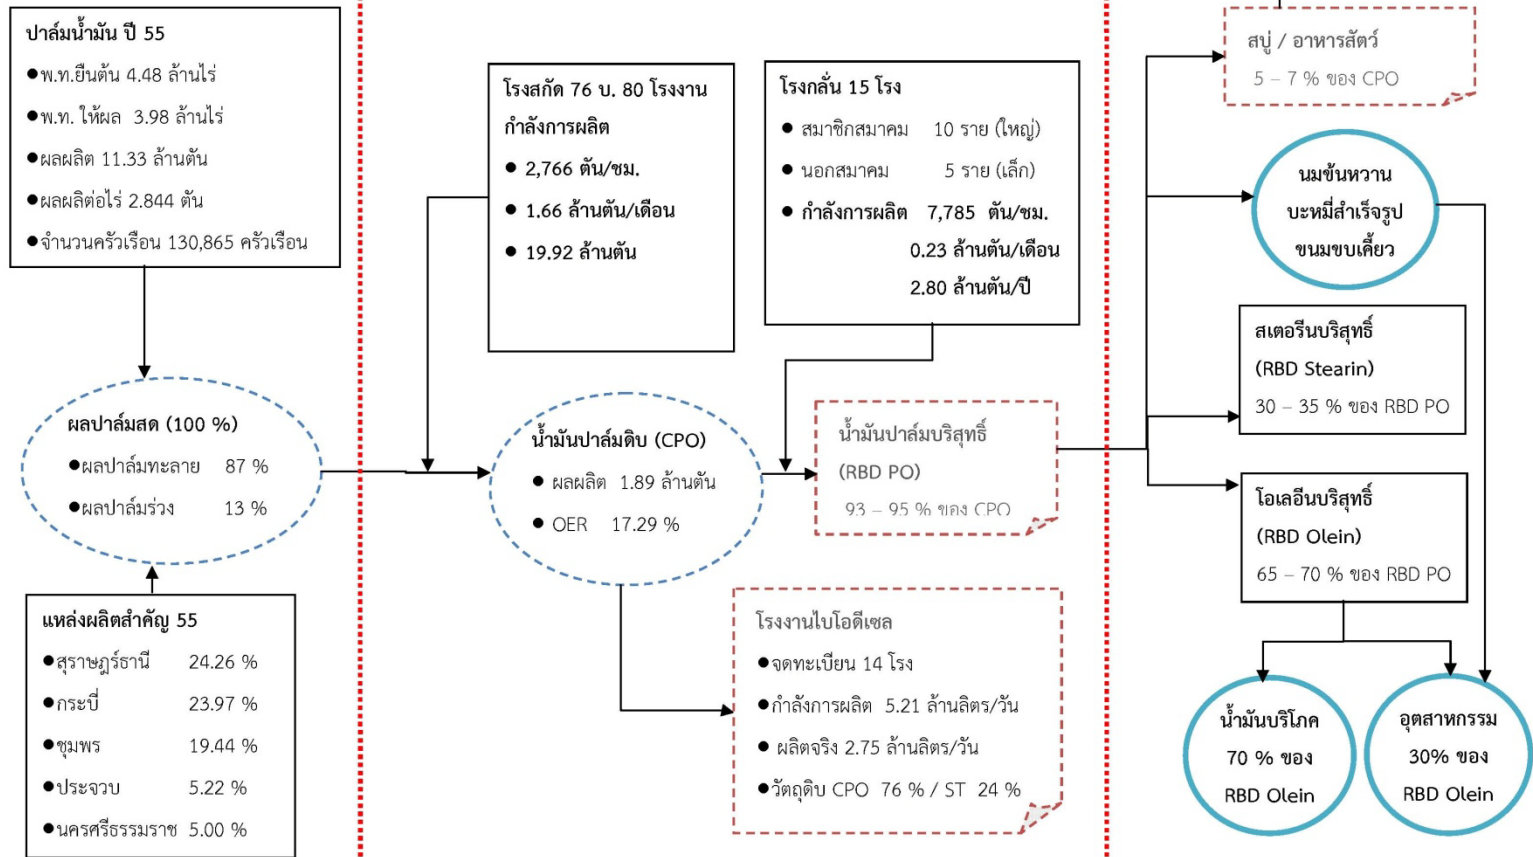 ปาล์มน้ำมัน ปี 55
●พ.ท.ยืนต้น 4.48 ล้านไร่
●พ.ท. ให้ผล 3.98 ล้านไร่
●ผลผลิต 11.33 ล้านตัน
●ผลผลิตต่อไร่ 2.844 ตัน
●จำนวนครัวเรือน 130,865 ครัวเรือน
ผลปาล์มสด (100 %)
●ผลปาล์มทะลาย 87 %
●ผลปาล์มร่วง 13 %
แหล่งผลิตสำคัญ 55
●สุราษฎร์ธานี 24.26 %
●กระบี่ 23.97 %
●ชุมพร 19.44 %
●ประจวบ 5.22 %
●นครศรีธรรมราช 5.00 %
โรงสกัด 76 บ. 80 โรงงาน
กำลังการผลิต
● 2,766 ตัน/ชม.
● 1.66 ล้านตัน/เดือน
● 19.92 ล้านตัน
โรงกลั่น 15 โรง
● สมาชิกสมาคม 10 ราย (ใหญ่)
● นอกสมาคม 5 ราย (เล็ก)
● กำลังการผลิต 7,785 ตัน/ชม.
0.23 ล้านตัน/เดือน
2.80 ล้านตัน/ปี
น้ำมันปาล์มดิบ (CPO)
● ผลผลิต 1.89 ล้านตัน
● OER 17.29 %
น้ำมันปาล์มบริสุทธิ์
(RBD PO)
93 – 95 % ของ CPO
โรงงานไบโอดีเซล
●จดทะเบียน 14 โรง
●กำลังการผลิต 5.21 ล้านลิตร/วัน
● ผลิตจริง 2.75 ล้านลิตร/วัน
●วัตถุดิบ CPO 76 % / ST 24 %
สบู่ / อาหารสัตว์
5 – 7 % ของ CPO
นมข้นหวาน
บะหมี่สำเร็จรูป
ขนมขบเคี้ยว
สเตอรีนบริสุทธิ์
(RBD Stearin)
30 – 35 % ของ RBD PO
โอเลอีนบริสุทธิ์
(RBD Olein)
65 – 70 % ของ RBD PO
น้ำมันบริโภค
70 % ของ
RBD Olein
อุตสาหกรรม
30% ของ
RBD Olein